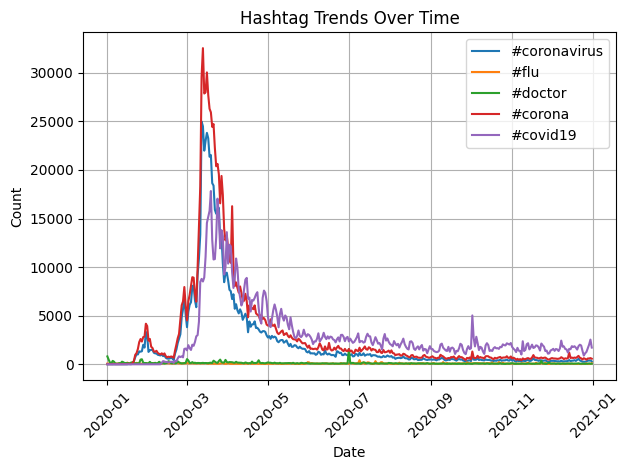 Hashtag Trends Over Time
#coronavirus
#flu
#doctor
#corona
#covid19
Count
30000
25000
20000
15000
10000
5000
0
2020-01
2020-03
2020-05
2020-07
2020-09
2020-11
2021-01
Date